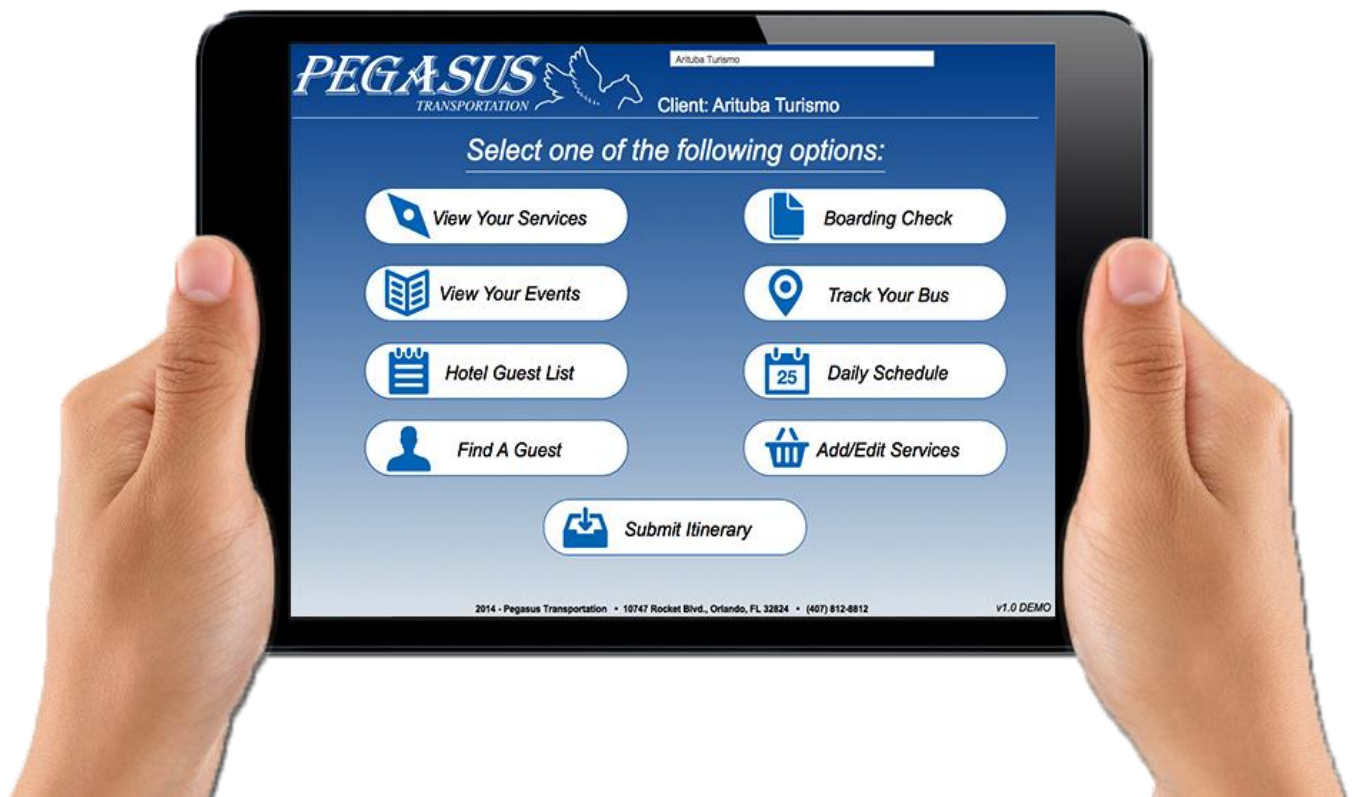 PEGASUS
TRANSPORTATION
Arituba Turismo
Client: Arituba Turismo
Select one of the following options:
View Your Services
Boarding Check
View Your Events
Track Your Bus
Hotel Guest List
25
Daily Schedule
Find A Guest
Add/Edit Services
Submit Itinerary
2014 - Pegasus Transportation • 10747 Rocket Blvd., Orlando, FL 32824 • (407) 812-8812
v1.0 DEMO